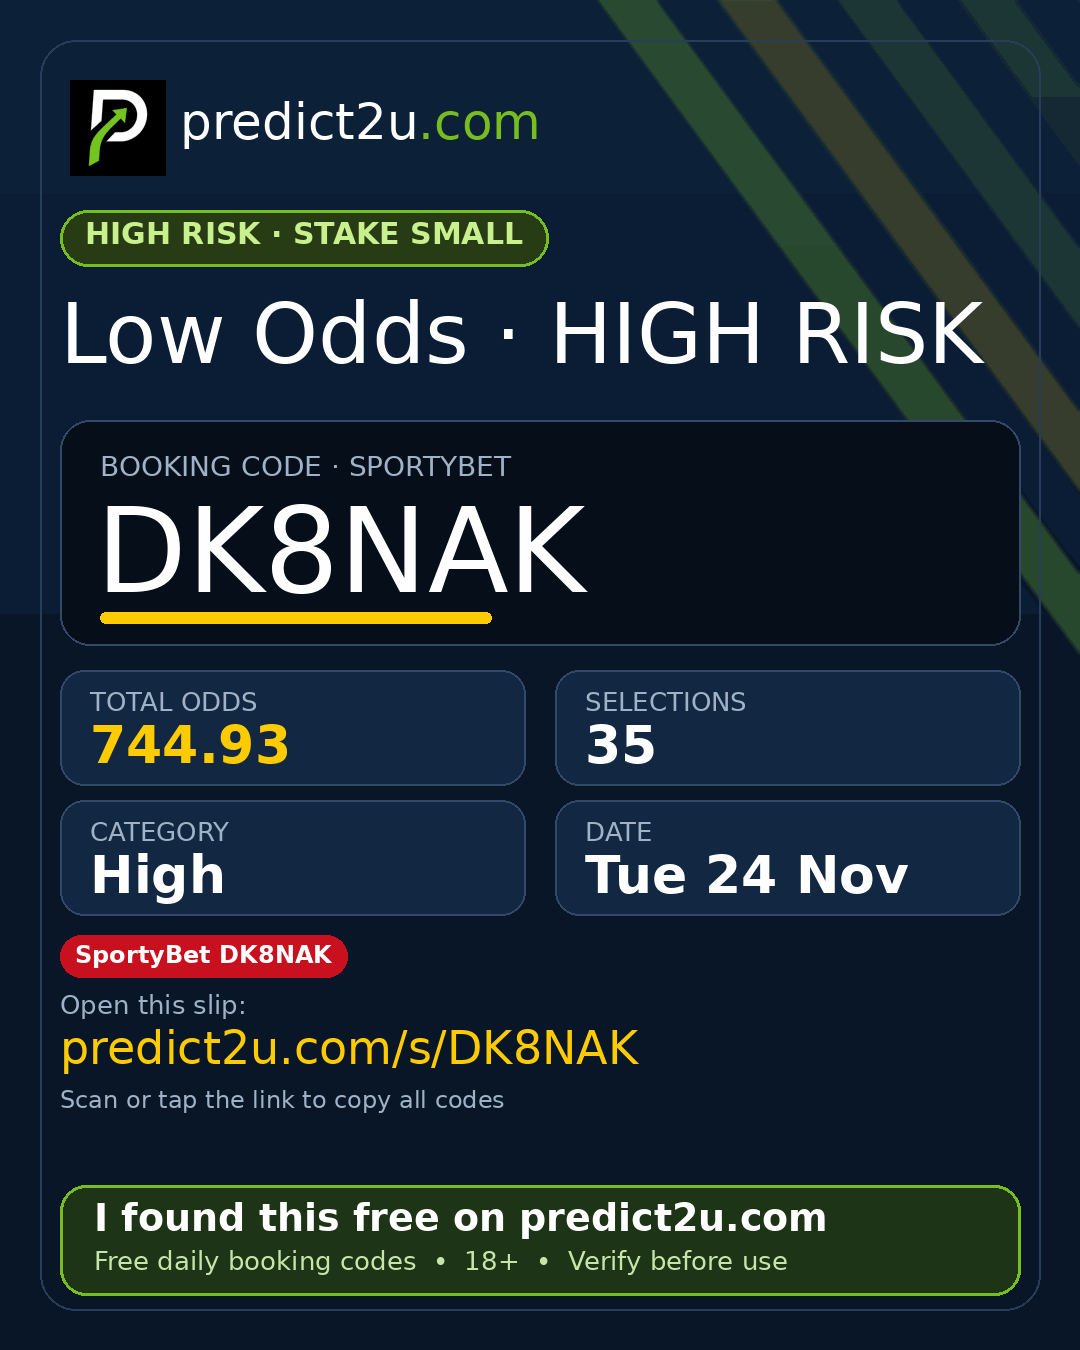 predict2u.com
HIGH RISK · STAKE SMALL
Low Odds · HIGH RISK
BOOKING CODE · SPORTYBET
DK8NAK
TOTAL ODDS
744.93
SELECTIONS
35
CATEGORY
High
DATE
Tue 24 Nov
SportyBet DK8NAK
Open this slip:
predict2u.com/s/DK8NAK
Scan or tap the link to copy all codes
I found this free on predict2u.com
Free daily booking codes • 18+ • Verify before use